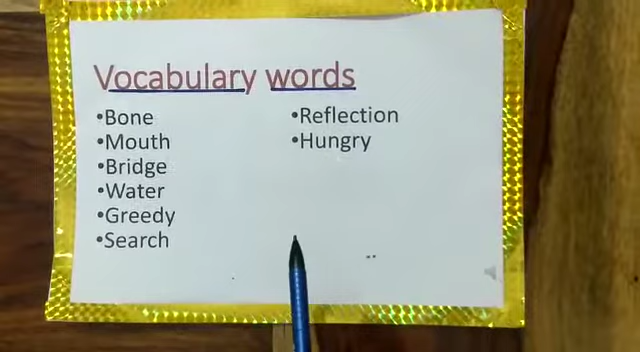 Vocabulary words
•Bone
•Mouth
•Bridge
•Water
•Greedy
•Search
•Reflection
•Hungry